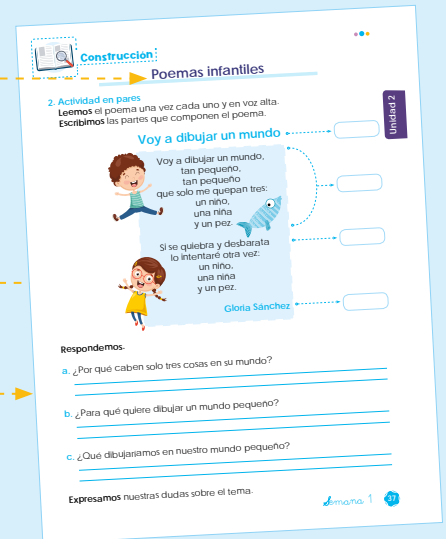 Construcción
Poemas infantiles
2. Actividad en pares
Leemos el poema una vez cada uno y en voz alta.
Escribimos las partes que componen el poema.
Unidad 2
Voy a dibujar un mundo
Voy a dibujar un mundo,
tan pequeño,
tan pequeño
que solo me quepan tres:
un niño,
una niña
y un pez.
Si se quiebra y desbarata
lo intentaré otra vez:
un niño,
una niña
y un pez.
Gloria Sánchez
Respondemos.
a. ¿Por qué caben solo tres cosas en su mundo?
b. ¿Para qué quiere dibujar un mundo pequeño?
c. ¿Qué dibujaríamos en nuestro mundo pequeño?
Expresamos nuestras dudas sobre el tema.
Semana 1
37